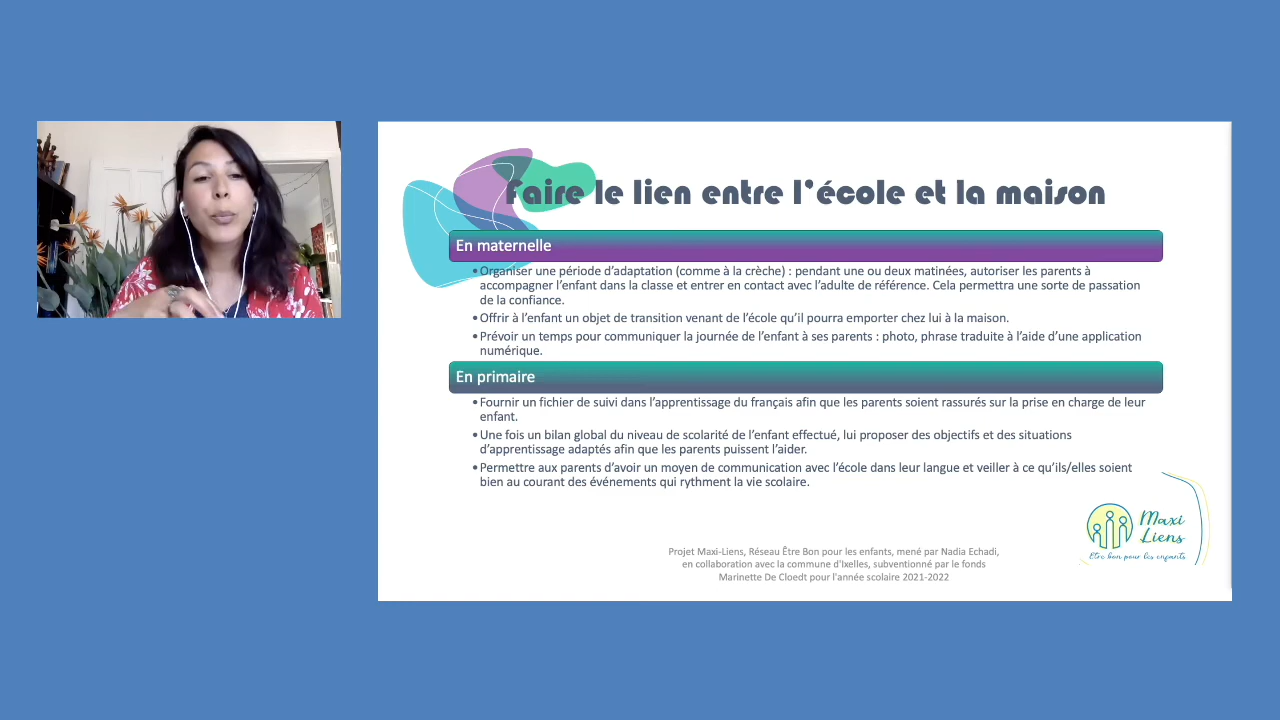 Faire le lien entre l'école et la maison
En maternelle
•Organiser une période d'adaptation (comme à la crèche) : pendant une ou deux matinées, autoriser les parents à
accompagner l'enfant dans la classe et entrer en contact avec l'adulte de référence. Cela permettra une sorte de passation
de la confiance.
•Offrir à l'enfant un objet de transition venant de l'école qu'il pourra emporter chez lui à la maison.
•Prévoir un temps pour communiquer la journée de l'enfant à ses parents : photo, phrase traduite à l'aide d'une application
numérique.
En primaire
•Fournir un fichier de suivi dans l'apprentissage du français afin que les parents soient rassurés sur la prise en charge de leur
enfant.
•Une fois un bilan global du niveau de scolarité de l'enfant effectué, lui proposer des objectifs et des situations
d'apprentissage adaptés afin que les parents puissent l'aider.
•Permettre aux parents d'avoir un moyen de communication avec l'école dans leur langue et veiller à ce qu'ils/elles soient
bien au courant des événements qui rythment la vie scolaire.
Maxi
Liens
Etre bon pour les enfants
Projet Maxi-Liens, Réseau Être Bon pour les enfants, mené par Nadia Echadi,
en collaboration avec la commune d'Ixelles, subventionné par le fonds
Marinette De Cloedt pour l'année scolaire 2021-2022